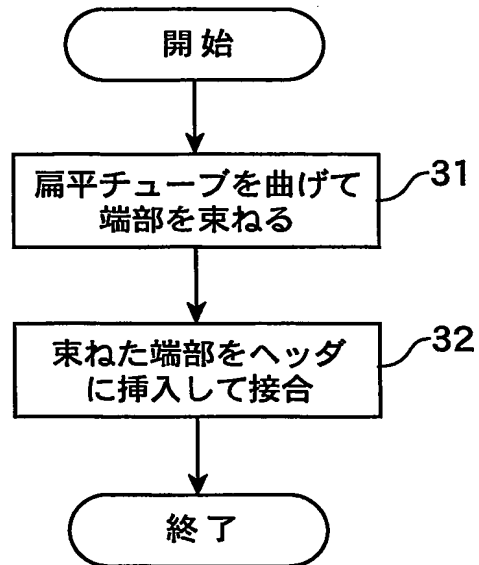 開始
扁平チューブを曲げて
端部を束ねる
31
束ねた端部をヘッダ
に挿入して接合
32
終了